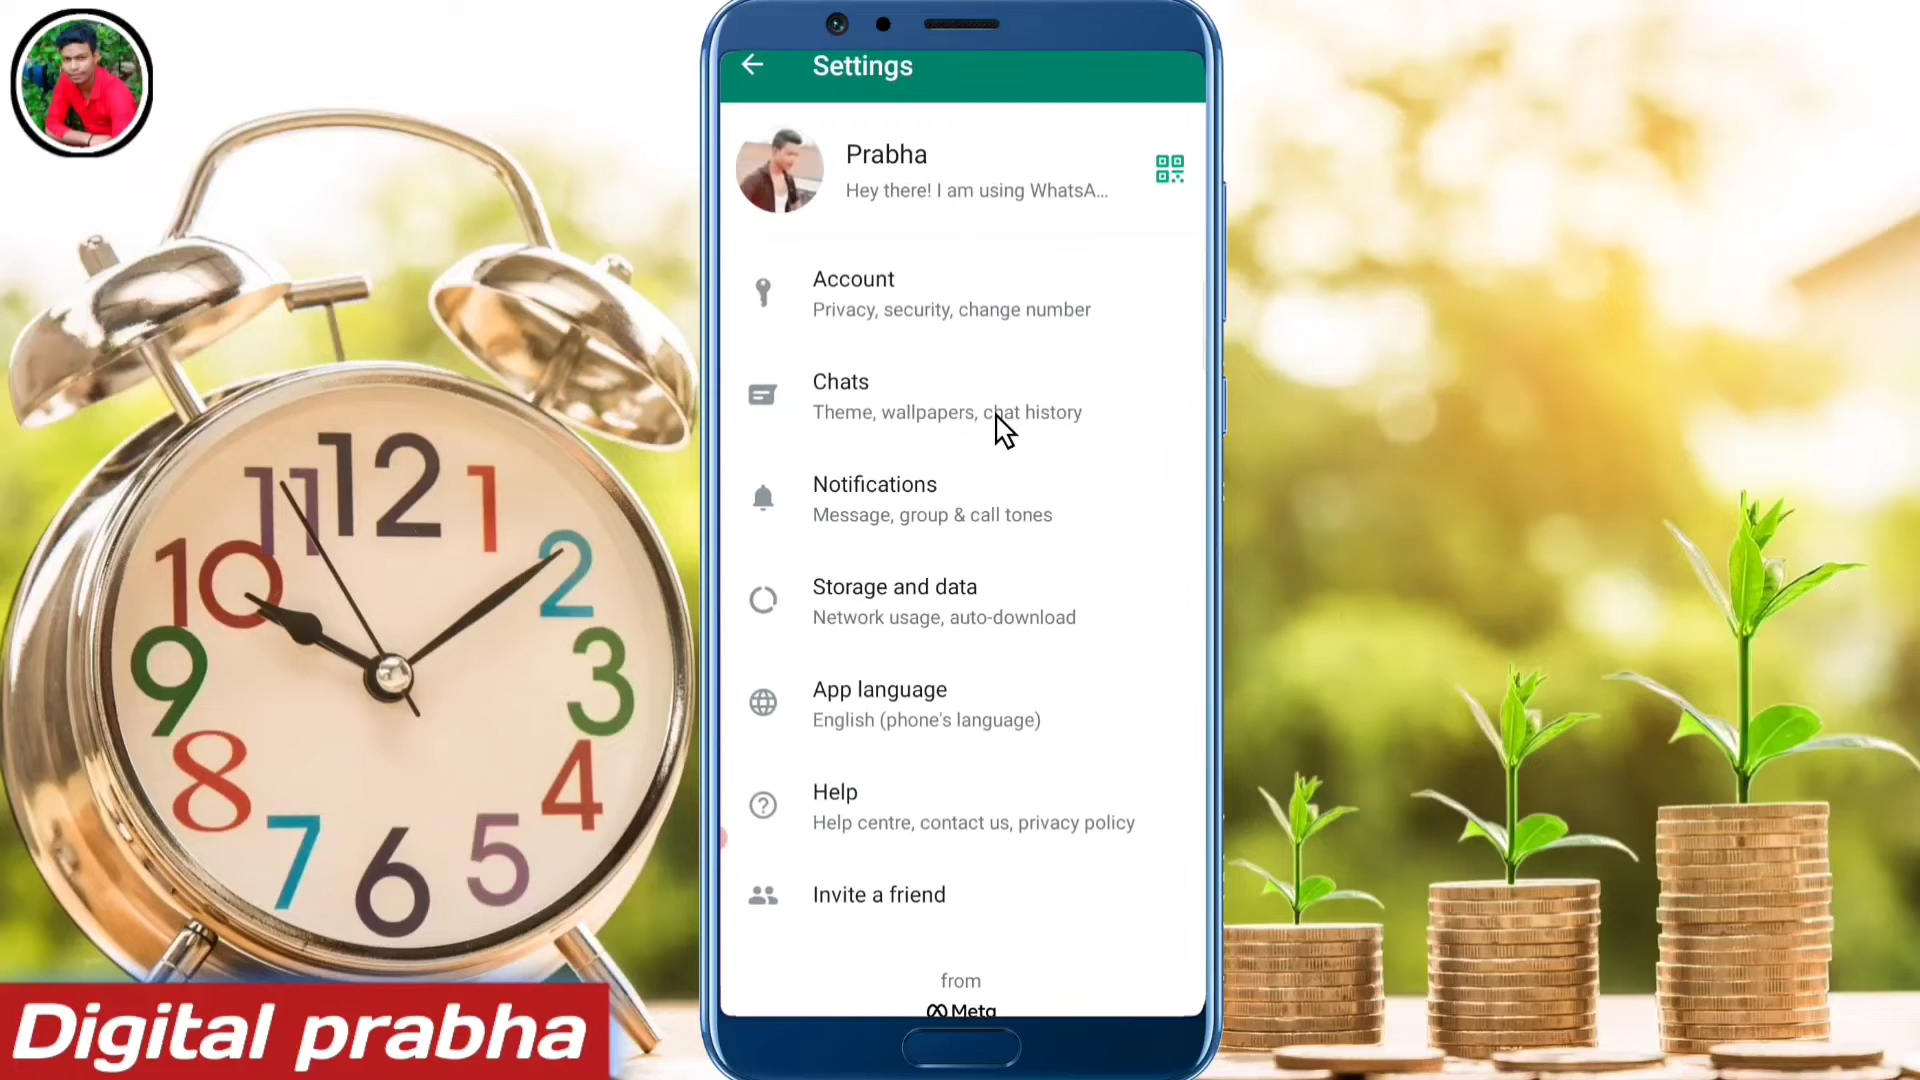 Settings
Prabha
Hey there! I am using WhatsA...
Account
Privacy, security, change number
Chats
Theme, wallpapers, chat history
Notifications
Message, group & call tones
Storage and data
Network usage, auto-download
App language
English (phone's language)
Help
Help centre, contact us, privacy policy
Invite a friend
from
Meta
11 12 1
10 2
9 3
8 4
7 6 5
Digital prabha